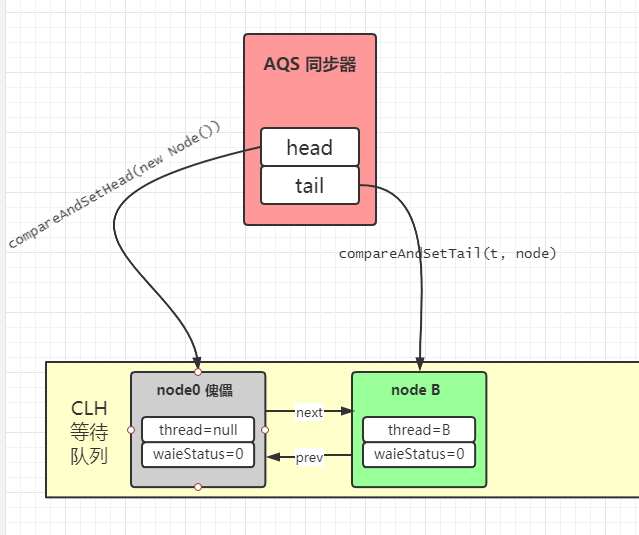 AQS 同步器
head
tail
compareAndSetHead(new Node())
compareAndSetTail(t, node)
CLH
等待
队列
node0 傀儡
thread=null
waieStatus=0
next
prev
node B
thread=B
waieStatus=0